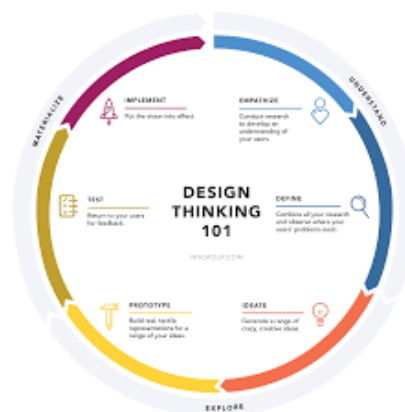 DESIGN
THINKING
101
NNGROUP.COM
EMPATHIZE
Conduct research
to develop an
understanding of
your users.
DEFINE
Combine all your research
and observe where your
users' problems exist.
IDEATE
Generate a range of
crazy, creative ideas.
PROTOTYPE
Build real, tactile
representations for a
range of your ideas.
TEST
Return to your users
for feedback.
IMPLEMENT
Put the vision into effect.
UNDERSTAND
EXPLORE
MATERIALIZE